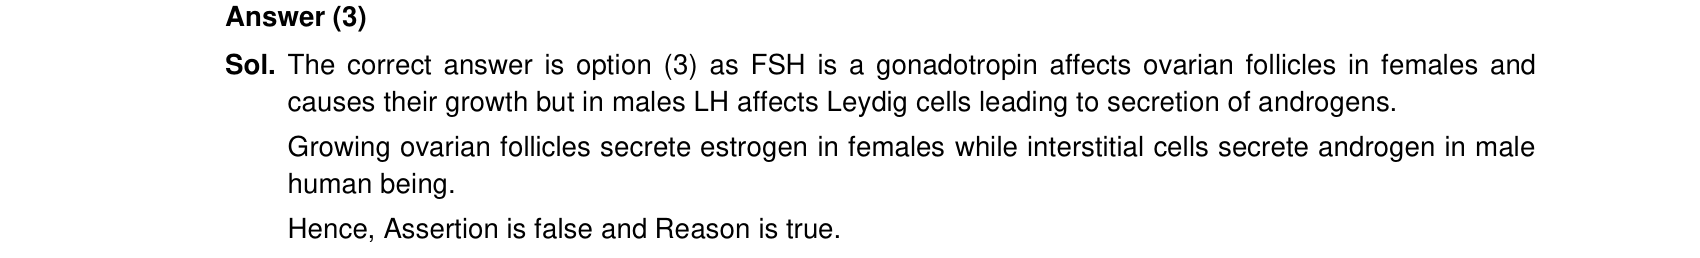 Answer (3)
Sol. The correct answer is option (3) as FSH is a gonadotropin affects ovarian follicles in females and
causes their growth but in males LH affects Leydig cells leading to secretion of androgens.
Growing ovarian follicles secrete estrogen in females while interstitial cells secrete androgen in male
human being.
Hence, Assertion is false and Reason is true.